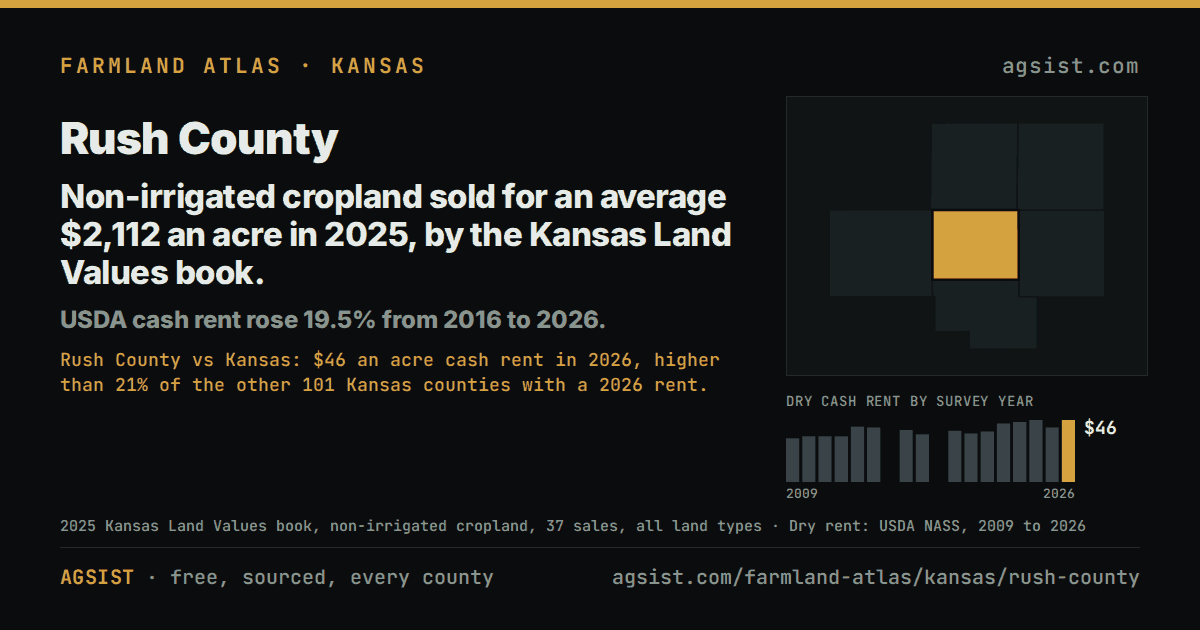 FARMLAND ATLAS · KANSAS
agsist.com
Rush County
Non-irrigated cropland sold for an average
$2,112 an acre in 2025, by the Kansas Land
Values book.
USDA cash rent rose 19.5% from 2016 to 2026.
Rush County vs Kansas: $46 an acre cash rent in 2026, higher
than 21% of the other 101 Kansas counties with a 2026 rent.
DRY CASH RENT BY SURVEY YEAR
$46
2009
2026
2025 Kansas Land Values book, non-irrigated cropland, 37 sales, all land types · Dry rent: USDA NASS, 2009 to 2026
AGSIST · free, sourced, every county
agsist.com/farmland-atlas/kansas/rush-county